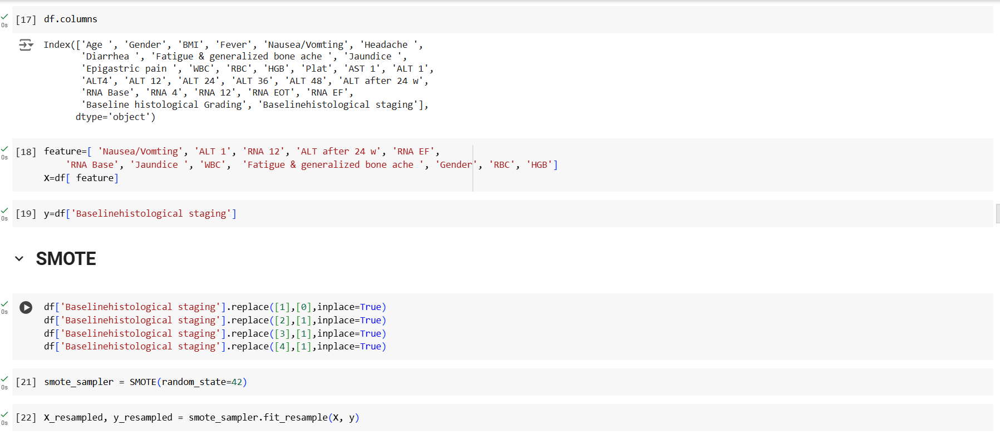 0s
[17] df.columns
Index(['Age ', 'Gender', 'BMI', 'Fever', 'Nausea/Vomting', 'Headache ',
'Diarrhea ', 'Fatigue & generalized bone ache ', 'Jaundice ',
'Epigastric pain ', 'WBC', 'RBC', 'HGB', 'Plat', 'AST 1', 'ALT 1',
'ALT4', 'ALT 12', 'ALT 24', 'ALT 36', 'ALT 48', 'ALT after 24 w',
'RNA Base', 'RNA 4', 'RNA 12', 'RNA EOT', 'RNA EF',
'Baseline histological Grading', 'Baselinehistological staging'],
dtype='object')
0s
[18] feature=[ 'Nausea/Vomting', 'ALT 1', 'RNA 12', 'ALT after 24 w', 'RNA EF',
'RNA Base', 'Jaundice ', 'WBC',  'Fatigue & generalized bone ache ', 'Gender', 'RBC', 'HGB']
X=df[ feature]
0s
[19] y=df['Baselinehistological staging']
SMOTE
0s
df['Baselinehistological staging'].replace([1],[0],inplace=True)
df['Baselinehistological staging'].replace([2],[1],inplace=True)
df['Baselinehistological staging'].replace([3],[1],inplace=True)
df['Baselinehistological staging'].replace([4],[1],inplace=True)
0s
[21] smote_sampler = SMOTE(random_state=42)
0s
[22] X_resampled, y_resampled = smote_sampler.fit_resample(X, y)